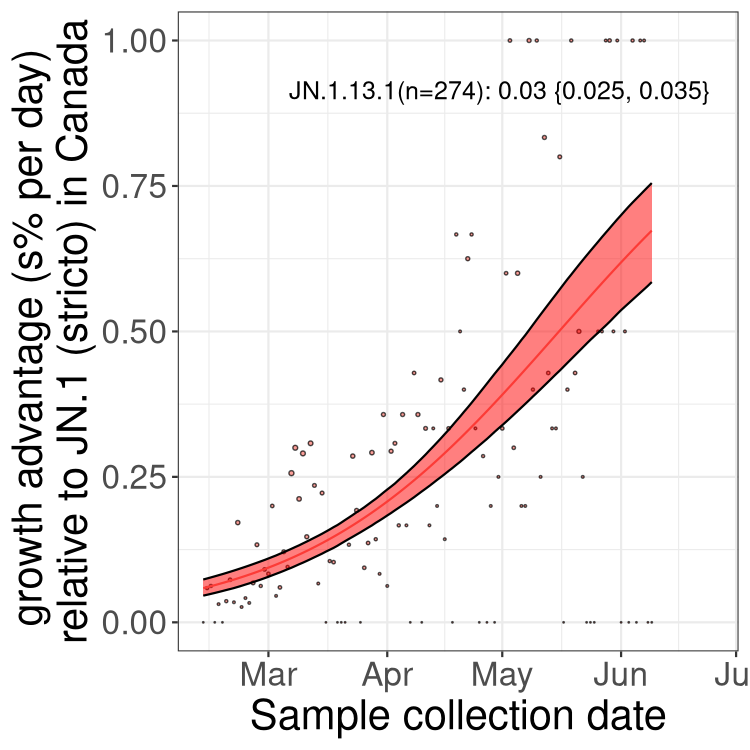 growth advantage (s% per day)
relative to JN.1 (stricto) in Canada
1.00
0.75
0.50
0.25
0.00
JN.1.13.1(n=274): 0.03 {0.025, 0.035}
Mar Apr May Jun Ju
Sample collection date